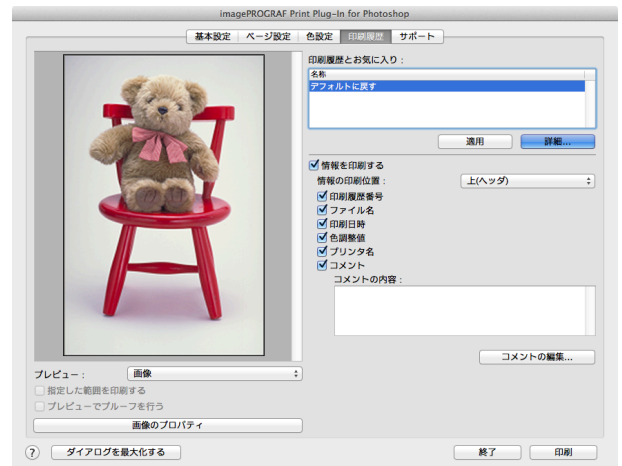 imagePROGRAF Print Plug-In for Photoshop
基本設定 ページ設定 色設定 印刷履歴 サポート
印刷履歴とお気に入り：
名称
デフォルトに戻す
適用 詳細...
情報を印刷する
情報の印刷位置： 上(ヘッダ)
印刷履歴番号
ファイル名
印刷日時
色調整値
プリンタ名
コメント
コメントの内容：
コメントの編集...
プレビュー： 画像
指定した範囲を印刷する
プレビューでプルーフを行う
画像のプロパティ
? ダイアログを最大化する 終了 印刷